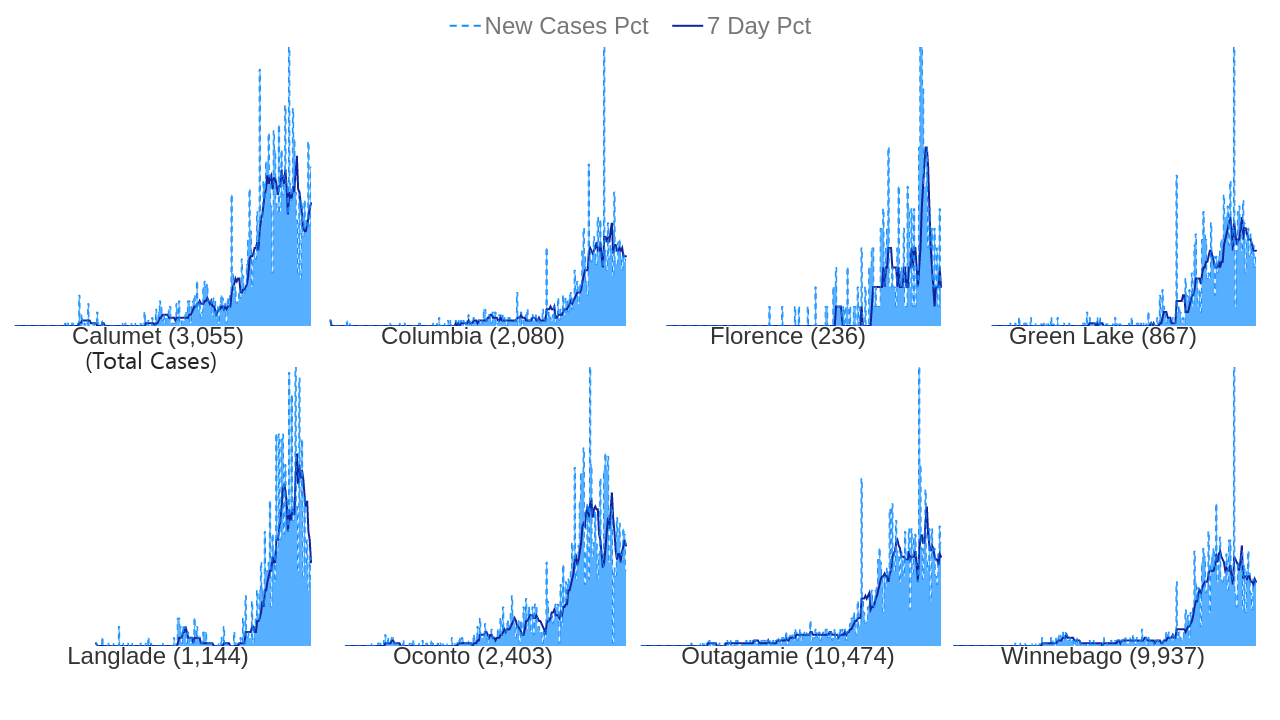 New Cases Pct 7 Day Pct
Calumet (3,055) Columbia (2,080) Florence (236) Green Lake (867)
(Total Cases)
Langlade (1,144) Oconto (2,403) Outagamie (10,474) Winnebago (9,937)